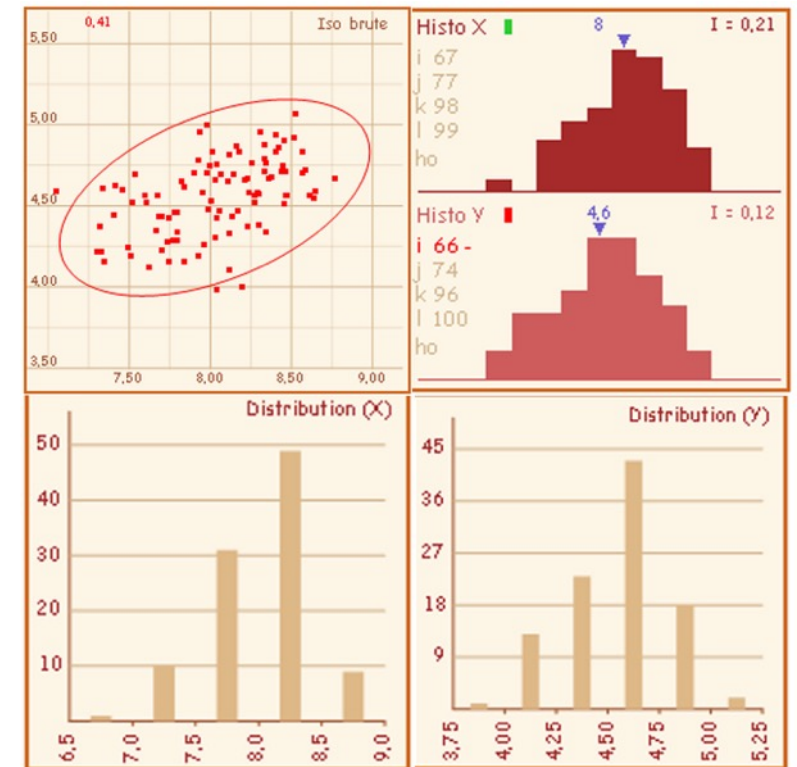 0,41 Iso brute
5,50
5,00
4,50
4,00
3,50
7,50 8,00 8,50 9,00
Histo X 8 I = 0,21
i 67
j 77
k 98
l 99
ho
Histo Y 4,6 I = 0,12
i 66 -
j 74
k 96
l 100
ho
Distribution (X)
50
40
30
20
10
6,5 7,0 7,5 8,0 8,5 9,0
Distribution (Y)
45
36
27
18
9
3,75 4,00 4,25 4,50 4,75 5,00 5,25